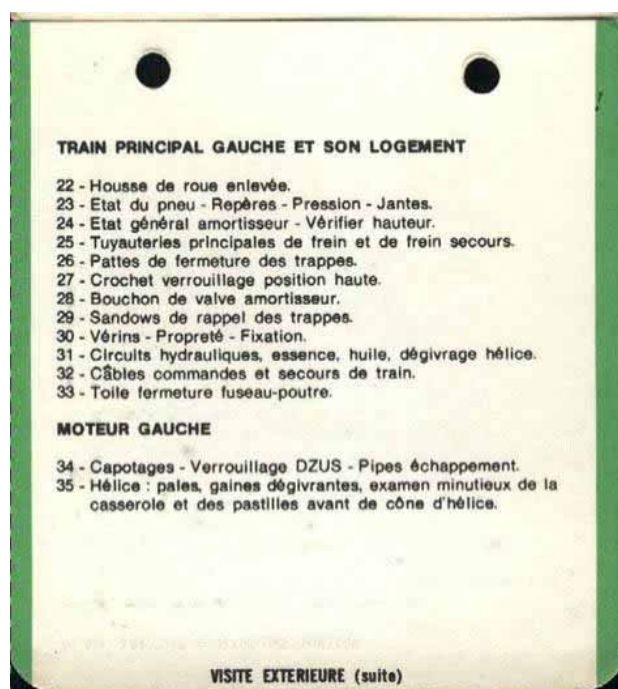 TRAIN PRINCIPAL GAUCHE ET SON LOGEMENT
22 - Housse de roue enlevée.
23 - Etat du pneu - Repères - Pression - Jantes.
24 - Etat général amortisseur - Vérifier hauteur.
25 - Tuyauteries principales de frein et de frein secours.
26 - Pattes de fermeture des trappes.
27 - Crochet verrouillage position haute.
28 - Bouchon de valve amortisseur.
29 - Sandows de rappel des trappes.
30 - Vérins - Propreté - Fixation.
31 - Circuits hydrauliques, essence, huile, dégivrage hélice.
32 - Câbles commandes et secours de train.
33 - Toile fermeture fuseau-poutre.
MOTEUR GAUCHE
34 - Capotages - Verrouillage DZUS - Pipes échappement.
35 - Hélice : pales, gaines dégivrantes, examen minutieux de la
casserole et des pastilles avant de cône d'hélice.
VISITE EXTERIEURE (suite)